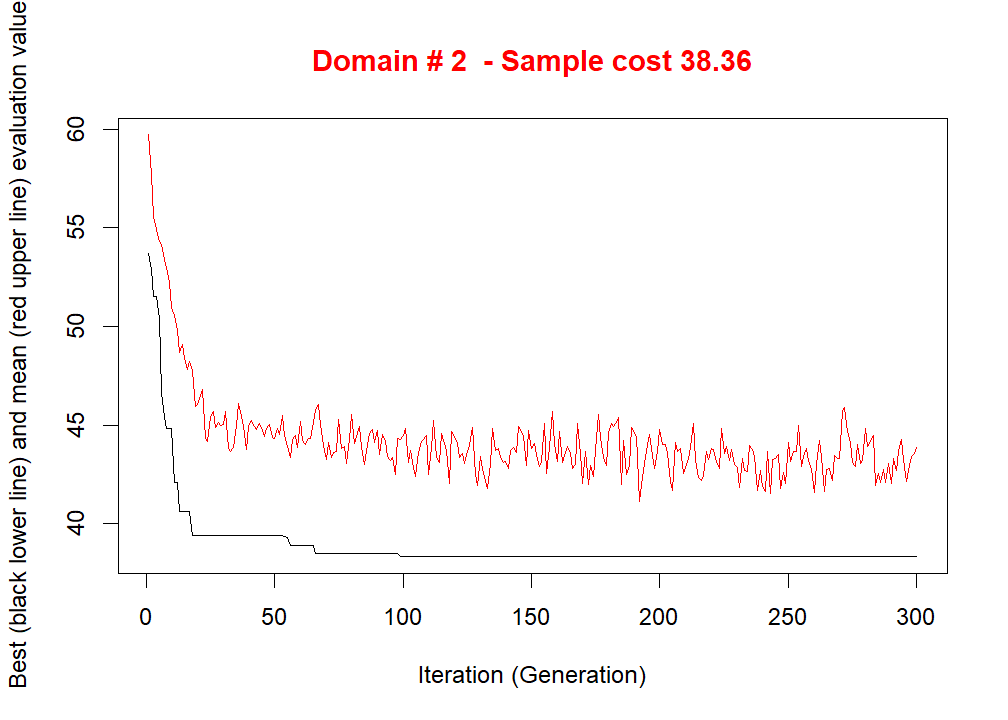 Domain # 2  - Sample cost 38.36
Best (black lower line) and mean (red upper line) evaluation value
60
55
50
45
40
0 50 100 150 200 250 300
Iteration (Generation)